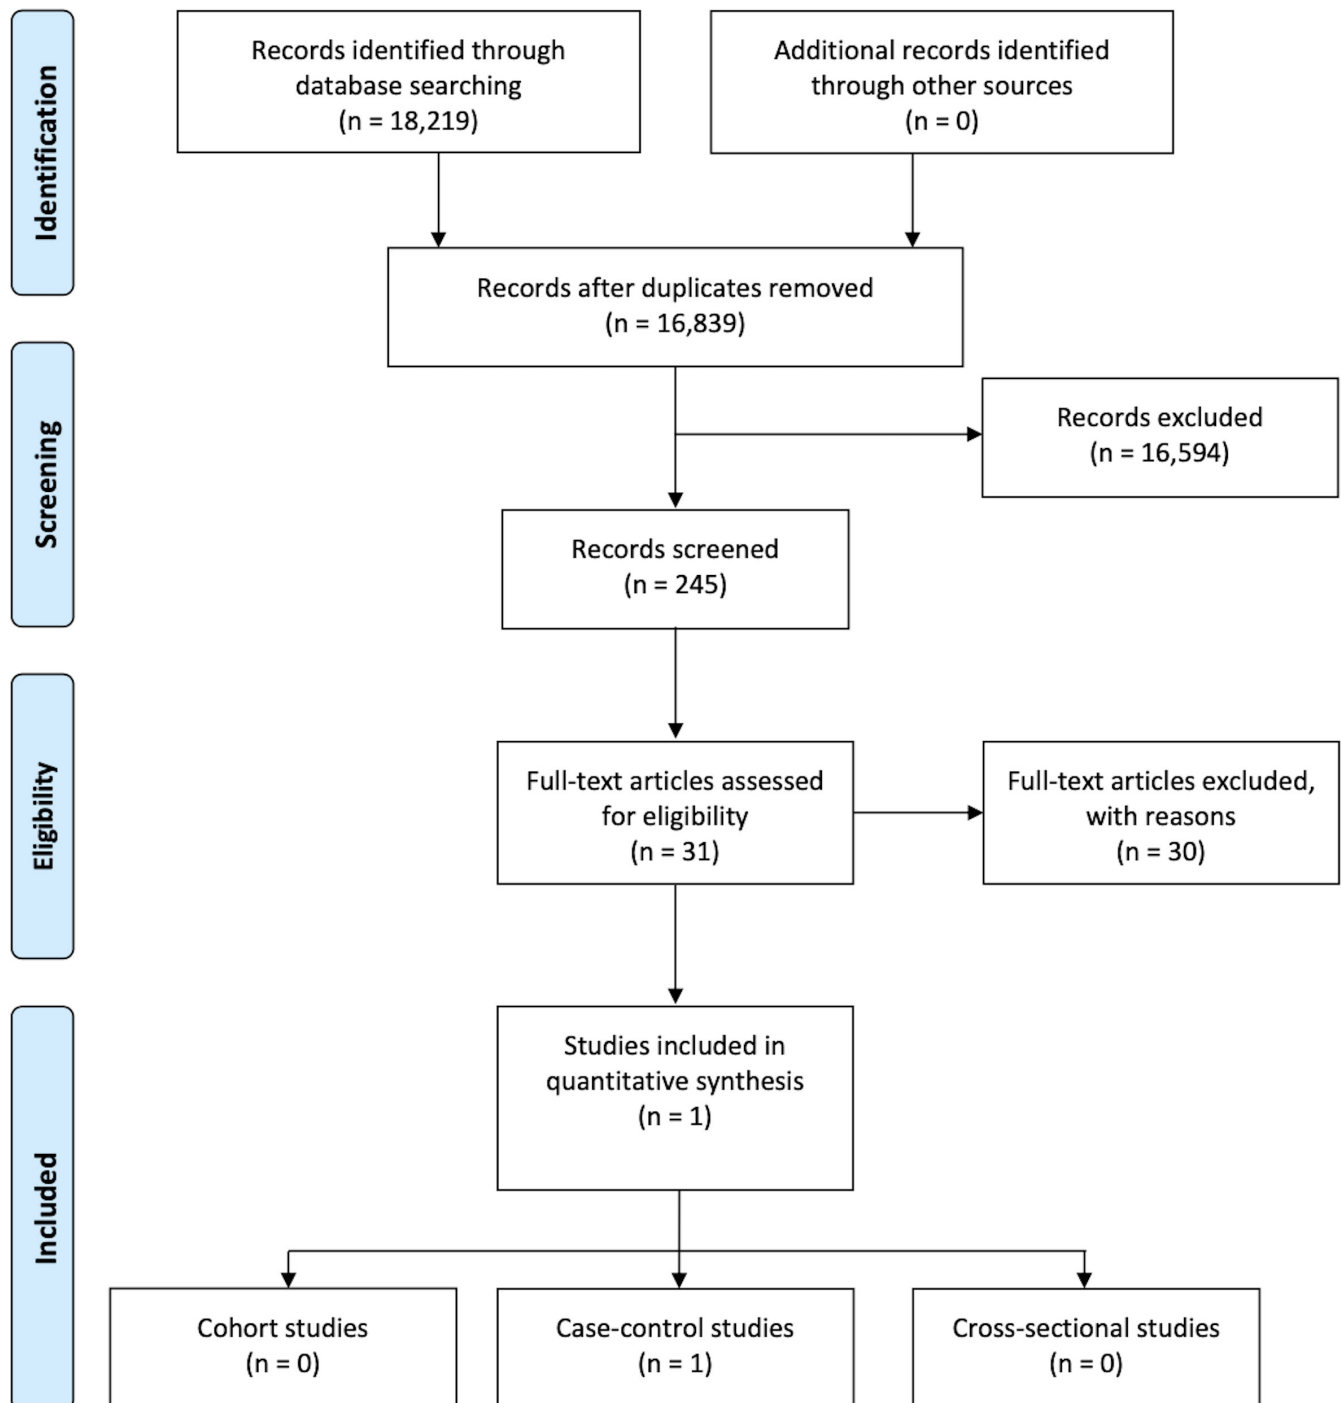 Identification
Records identified through
database searching
(n = 18,219)
Additional records identified
through other sources
(n = 0)
Records after duplicates removed
(n = 16,839)
Screening
Records excluded
(n = 16,594)
Records screened
(n = 245)
Eligibility
Full-text articles assessed
for eligibility
(n = 31)
Full-text articles excluded,
with reasons
(n = 30)
Included
Studies included in
quantitative synthesis
(n = 1)
Cohort studies
(n = 0)
Case-control studies
(n = 1)
Cross-sectional studies
(n = 0)